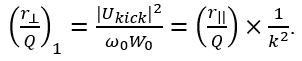 (r⊥/Q)₁ = |U_kick|²/ω₀W₀ = (r||/Q) × 1/k².